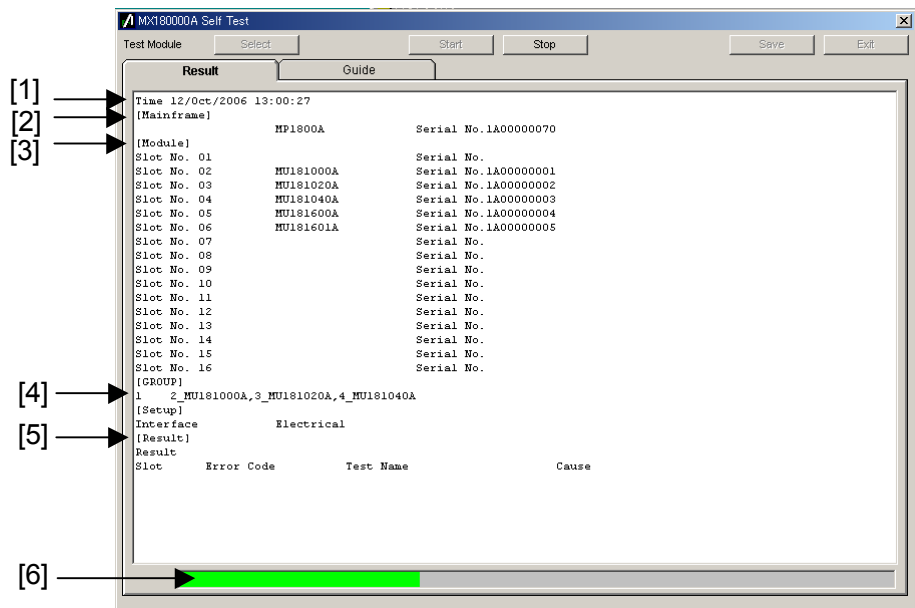 MX180000A Self Test
Test Module Select Start Stop Save Exit
Result Guide
[1] Time 12/Oct/2006 13:00:27
[2] [Mainframe]
MP1800A Serial No.1A00000070
[3] [Module]
Slot No. 01 Serial No.
Slot No. 02 MU181000A Serial No.1A00000001
Slot No. 03 MU181020A Serial No.1A00000002
Slot No. 04 MU181040A Serial No.1A00000003
Slot No. 05 MU181600A Serial No.1A00000004
Slot No. 06 MU181601A Serial No.1A00000005
Slot No. 07 Serial No.
Slot No. 08 Serial No.
Slot No. 09 Serial No.
Slot No. 10 Serial No.
Slot No. 11 Serial No.
Slot No. 12 Serial No.
Slot No. 13 Serial No.
Slot No. 14 Serial No.
Slot No. 15 Serial No.
Slot No. 16 Serial No.
[GROUP]
[4] 1 2_MU181000A,3_MU181020A,4_MU181040A
[Setup]
Interface Electrical
[5] [Result]
Result
Slot Error Code Test Name Cause
[6]